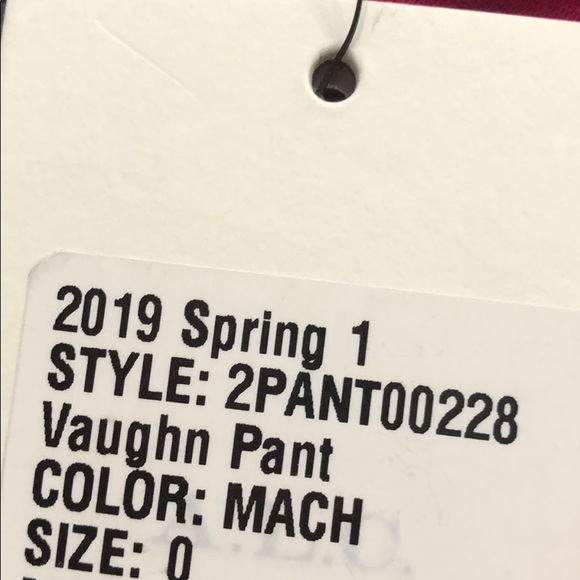 2019 Spring 1
STYLE: 2PANT00228
Vaughn Pant
COLOR: MACH
SIZE: 0